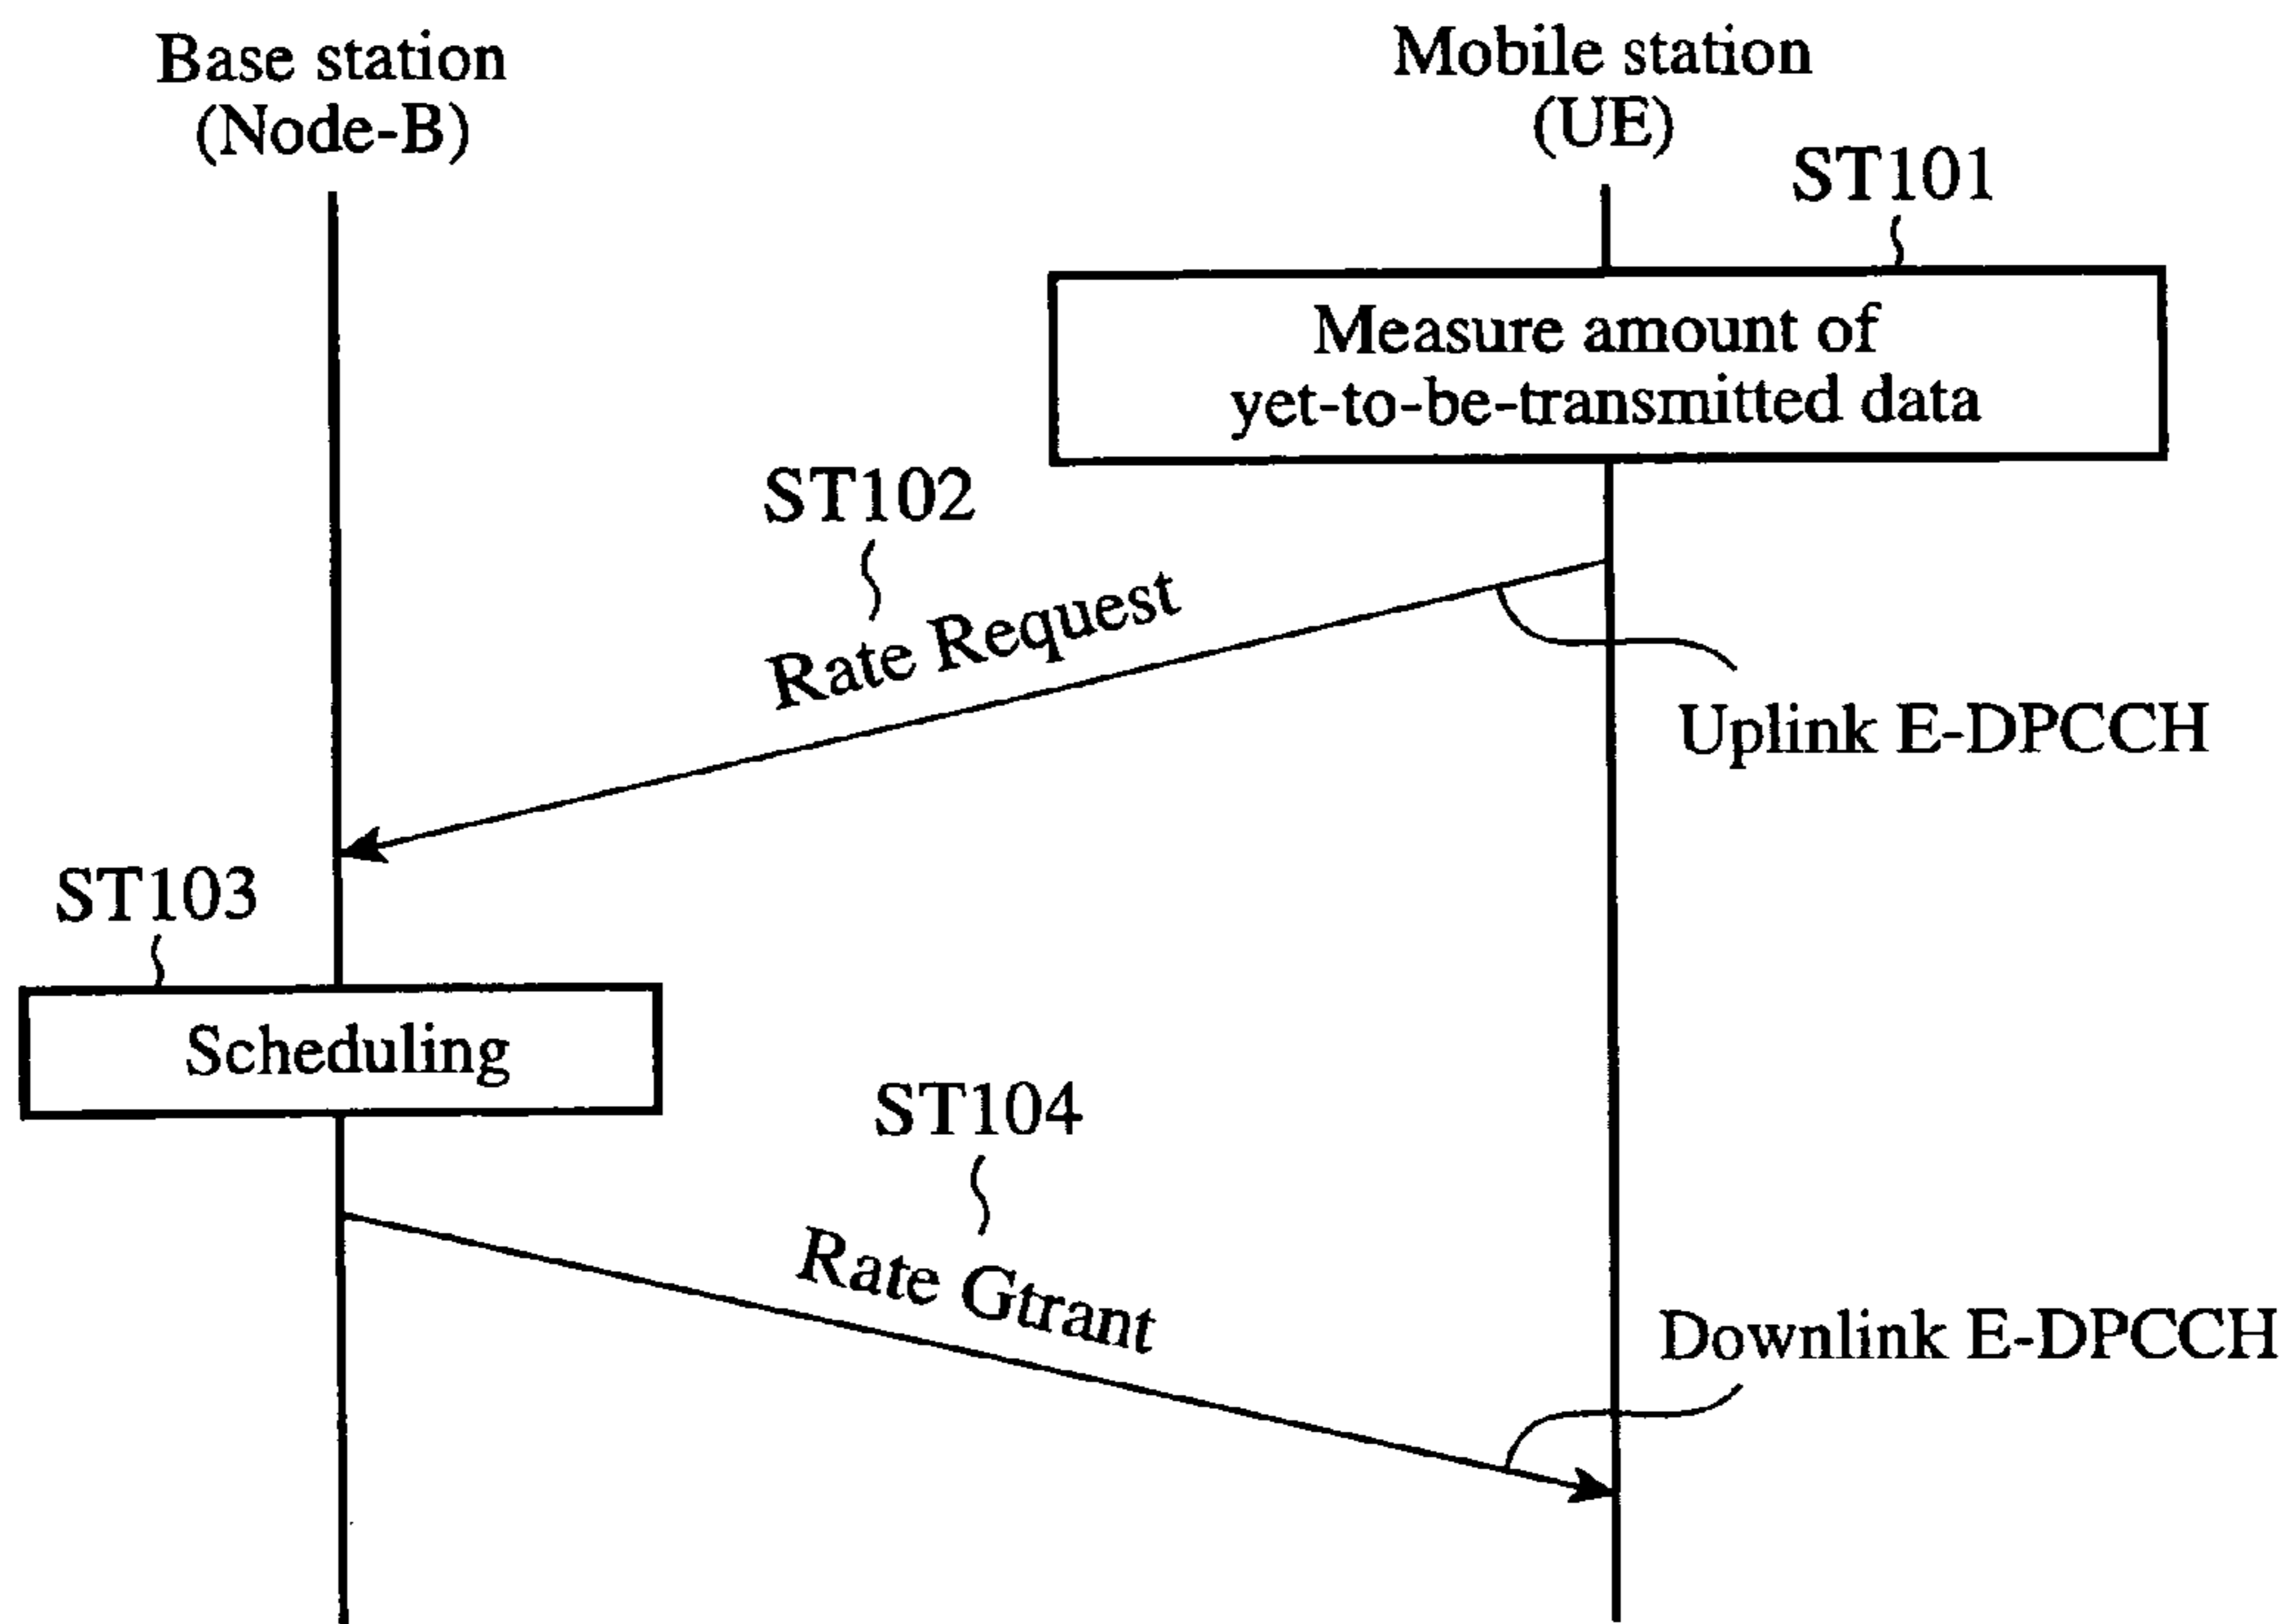 Base station
(Node-B)
Mobile station
(UE)
ST101
Measure amount of
yet-to-be-transmitted data
ST102
Rate Request
Uplink E-DPCCH
ST103
Scheduling
ST104
Rate Gtrant
Downlink E-DPCCH